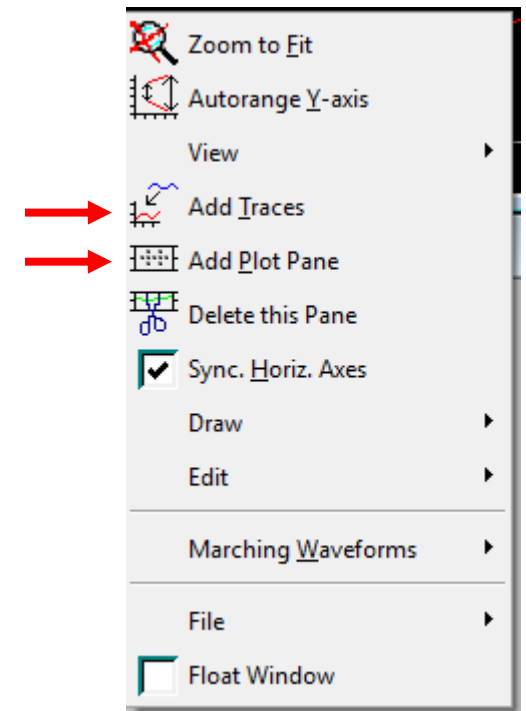 Zoom to Fit
Autorange Y-axis
View
Add Traces
Add Plot Pane
Delete this Pane
Sync. Horiz. Axes
Draw
Edit
Marching Waveforms
File
Float Window